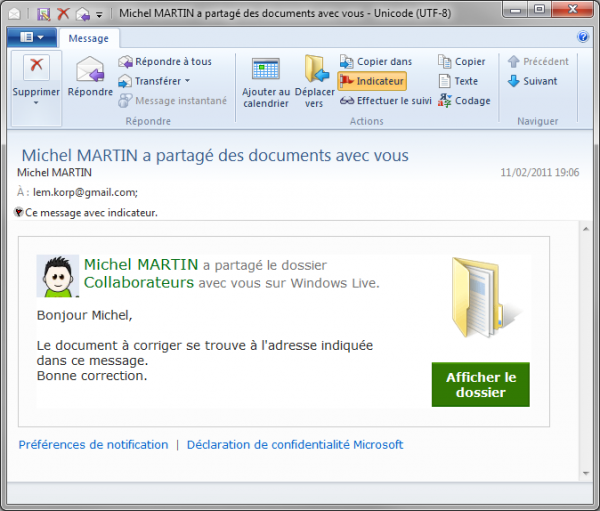 Michel MARTIN a partagé des documents avec vous - Unicode (UTF-8)
Message
Supprimer
Répondre
Répondre à tous
Transférer
Message instantané
Répondre
Ajouter au calendrier
Déplacer vers
Copier dans
Indicateur
Effectuer le suivi
Actions
Copier
Texte
Codage
Précédent
Suivant
Naviguer
Michel MARTIN a partagé des documents avec vous
Michel MARTIN
11/02/2011 19:06
À : lem.korp@gmail.com;
Ce message avec indicateur.
Michel MARTIN a partagé le dossier
Collaborateurs avec vous sur Windows Live.
Bonjour Michel,
Le document à corriger se trouve à l'adresse indiquée
dans ce message.
Bonne correction.
Afficher le
dossier
Préférences de notification | Déclaration de confidentialité Microsoft